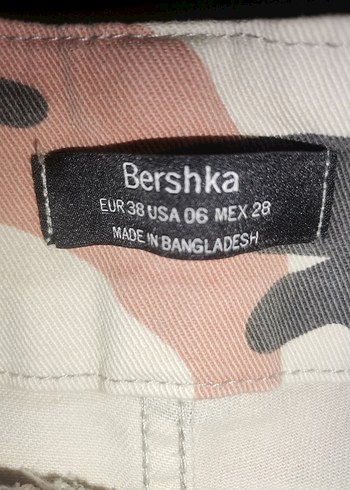 Bershka
EUR 38 USA 06 MEX 28
MADE IN BANGLADESH